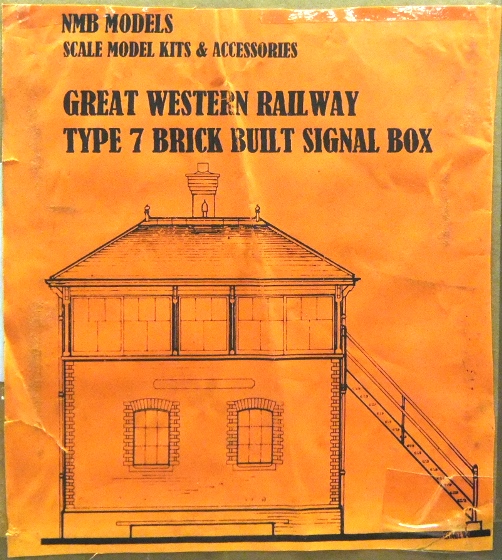 NMB MODELS
SCALE MODEL KITS & ACCESSORIES
GREAT WESTERN RAILWAY
TYPE 7 BRICK BUILT SIGNAL BOX